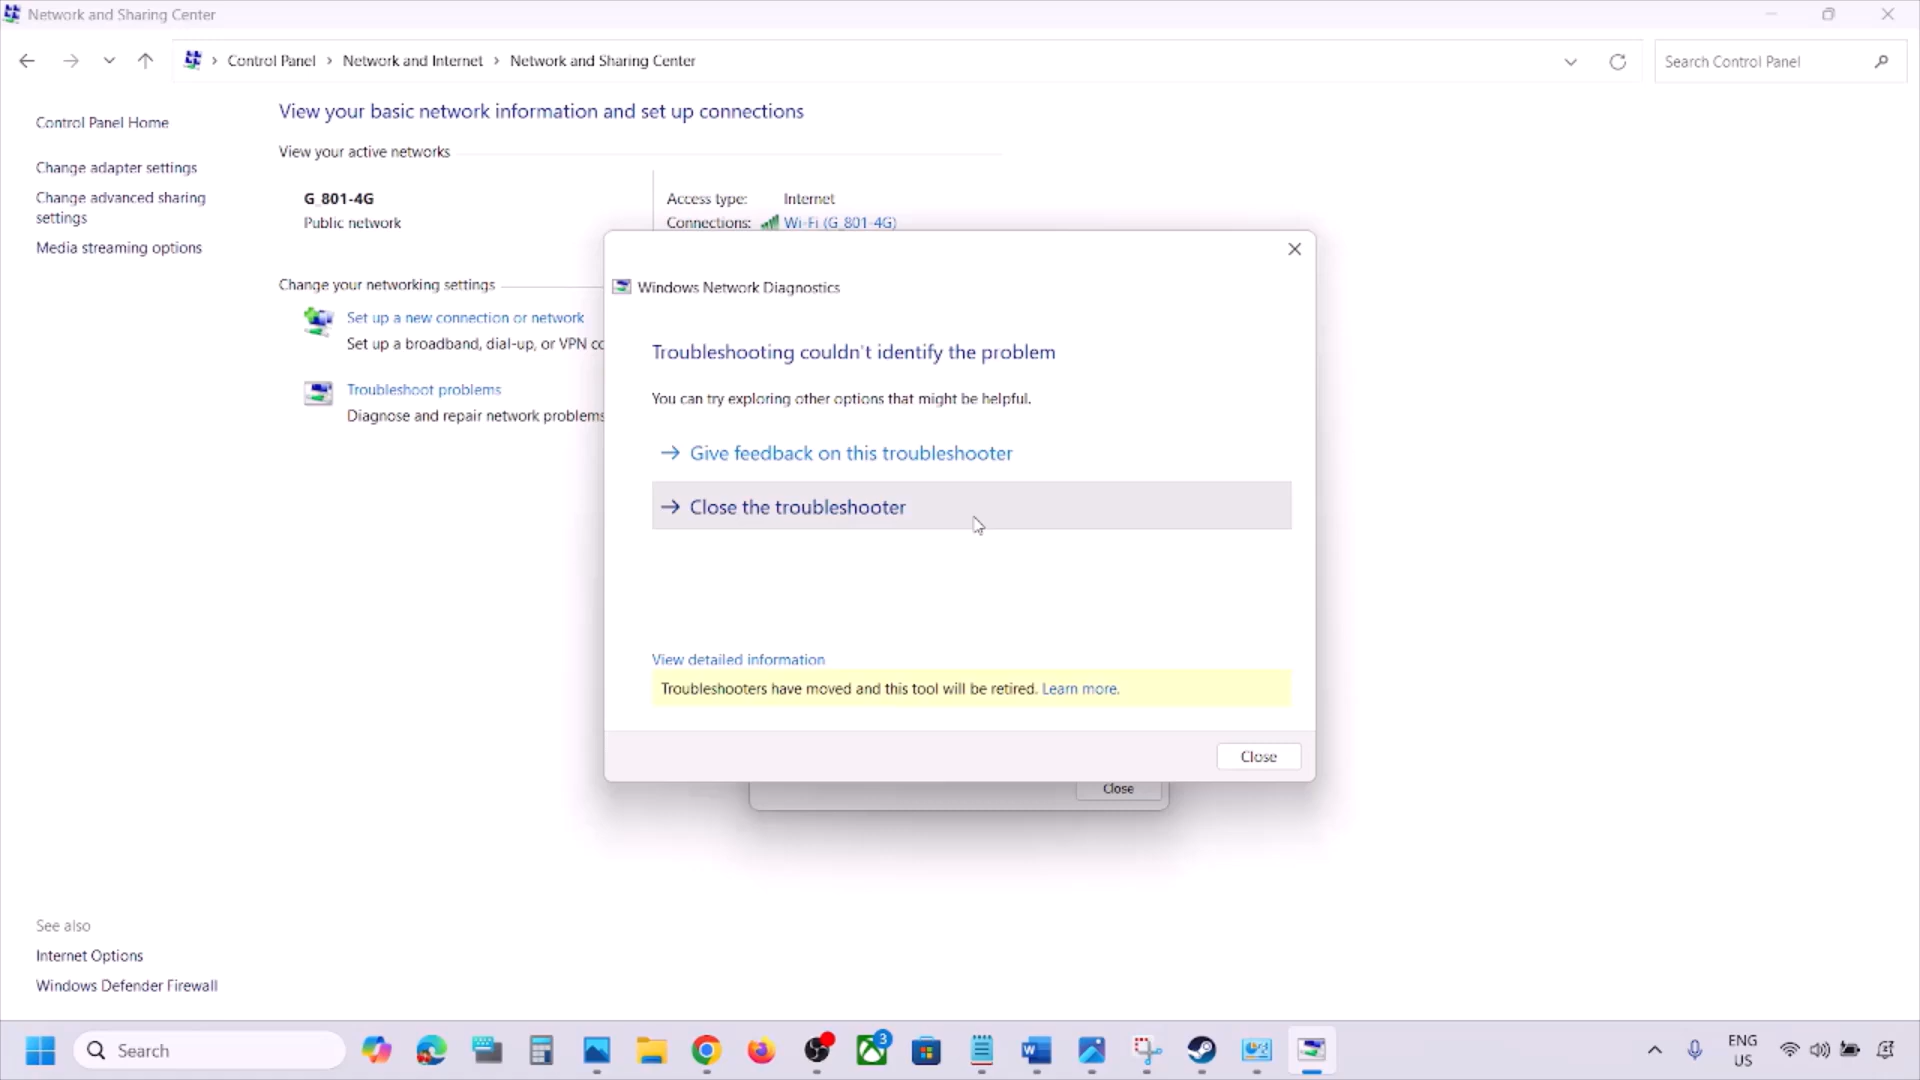 Network and Sharing Center
Control Panel > Network and Internet > Network and Sharing Center
Search Control Panel
Control Panel Home
Change adapter settings
Change advanced sharing
settings
Media streaming options
View your basic network information and set up connections
View your active networks
G_801-4G
Public network
Access type: Internet
Connections: Wi-Fi (G_801-4G)
Change your networking settings
Set up a new connection or network
Set up a broadband, dial-up, or VPN co
Troubleshoot problems
Diagnose and repair network problems
Windows Network Diagnostics
Troubleshooting couldn't identify the problem
You can try exploring other options that might be helpful.
Give feedback on this troubleshooter
Close the troubleshooter
View detailed information
Troubleshooters have moved and this tool will be retired. Learn more.
Close
Close
See also
Internet Options
Windows Defender Firewall
Search
3
ENG
US